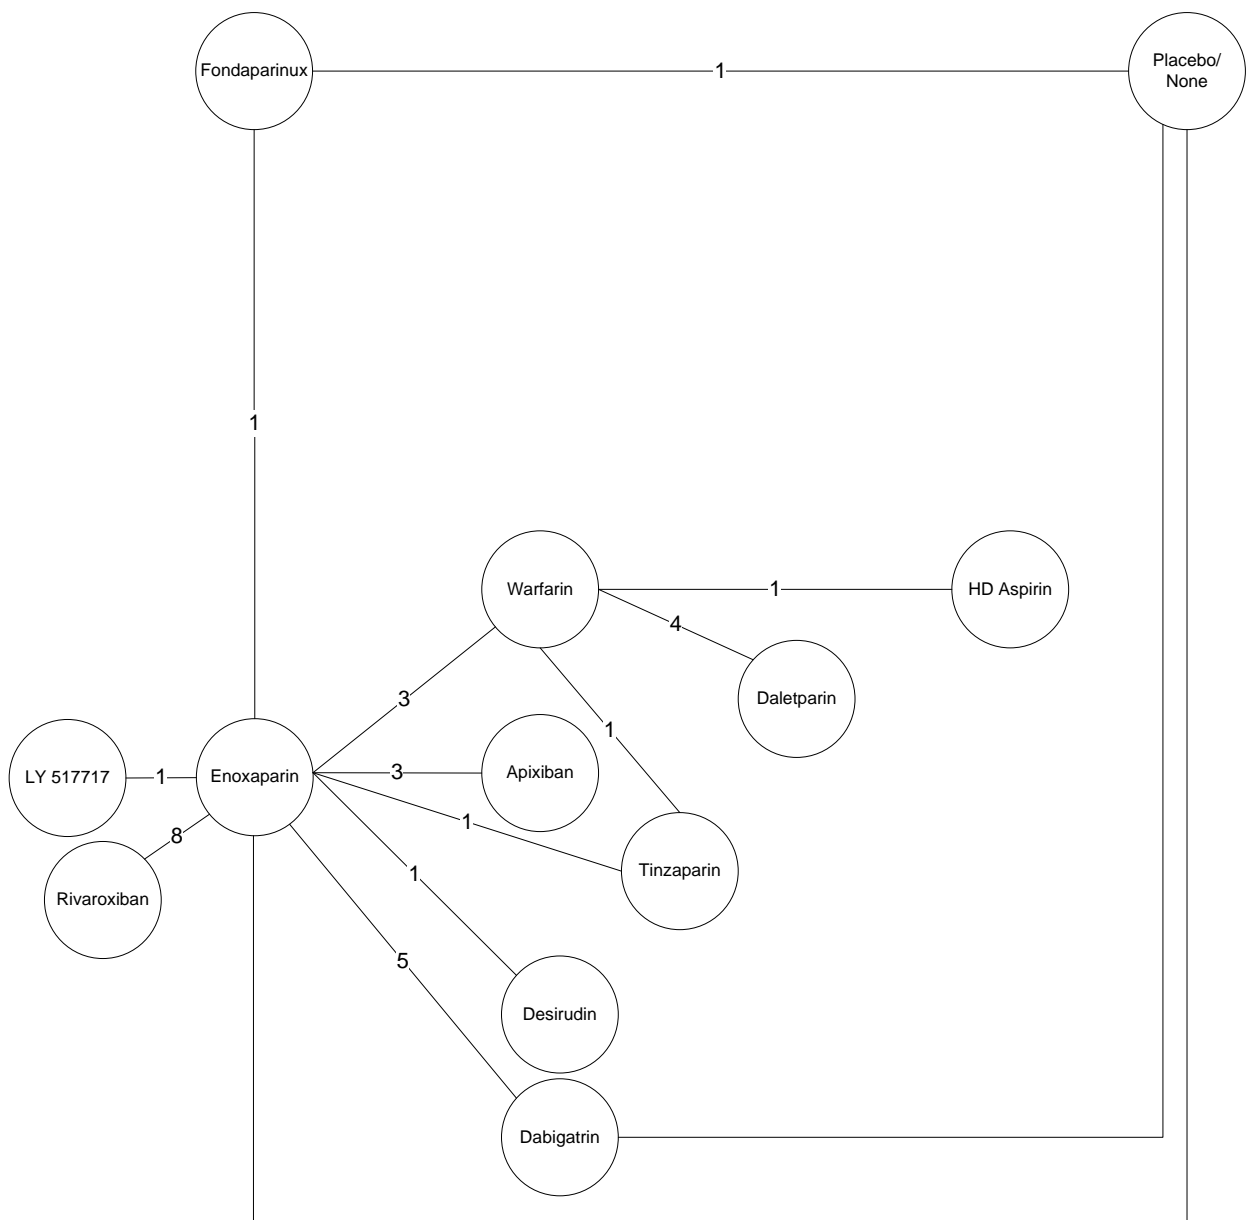 Fondaparinux
1
Placebo/
None
1
Warfarin
1
HD Aspirin
4
Daletparin
3
1
LY 517717
1
Enoxaparin
3
Apixiban
8
1
Tinzaparin
Rivaroxiban
1
5
Desirudin
Dabigatrin